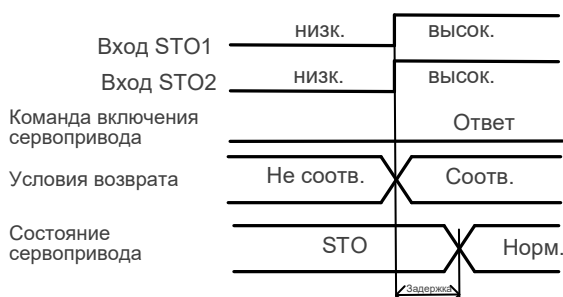 Вход STO1 низк. высок.
Вход STO2 низк. высок.
Команда включения
сервопривода Ответ
Условия возврата Не соотв. Соотв.
Состояние
сервопривода STO Норм.
Задержка